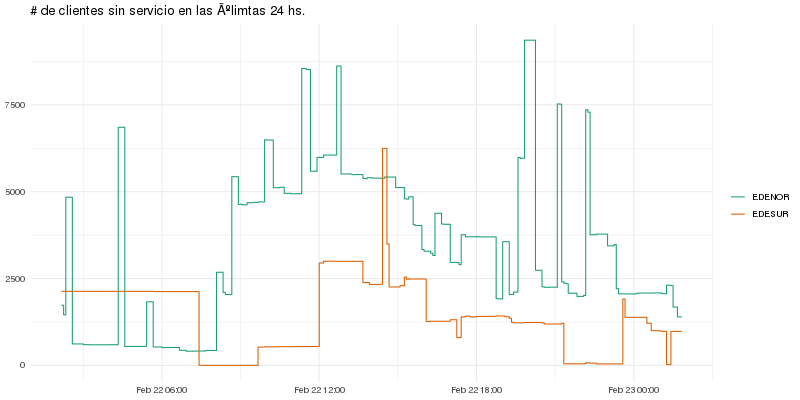 # de clientes sin servicio en las Ãºlimtas 24 hs.
7500
5000
2500
0
Feb 22 06:00
Feb 22 12:00
Feb 22 18:00
Feb 23 00:00
EDENOR
EDESUR